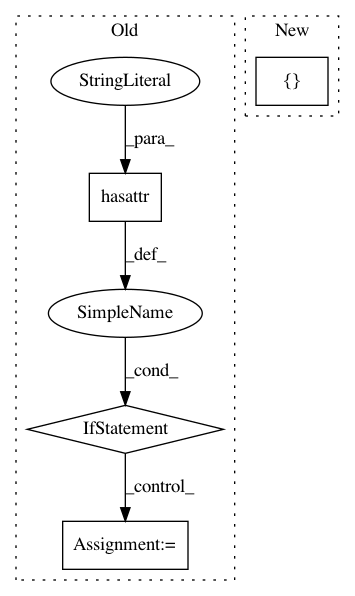 Old
New
StringLiteral
{}
_para_
hasattr
_def_
SimpleName
_cond_
IfStatement
_control_
Assignment:=